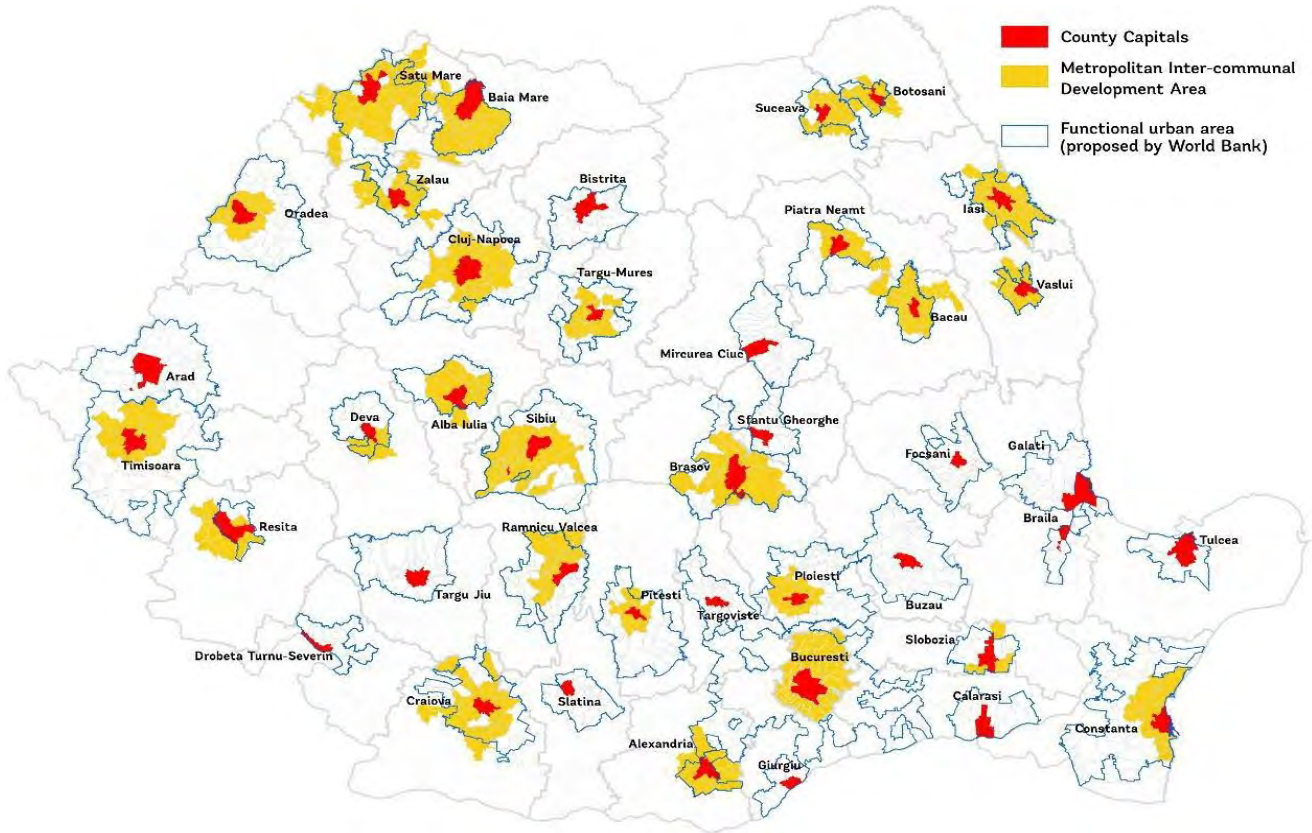 County Capitals
Metropolitan Inter-communal
Development Area
Functional urban area
(proposed by World Bank)
Satu Mare
Baia Mare
Botosani
Suceava
Zalau
Bistrita
Oradea
Iasi
Piatra Neamt
Cluj-Napoca
Targu-Mures
Vaslui
Bacau
Mircurea Ciuc
Arad
Deva
Alba Iulia
Sibiu
Sfantu Gheorghe
Timisoara
Brasov
Focsani
Galati
Resita
Ramnicu Valcea
Braila
Tulcea
Ploiesti
Targu Jiu
Pitesti
Targoviste
Buzau
Slobozia
Drobeta Turnu-Severin
Bucuresti
Craiova
Slatina
Calarasi
Constanta
Alexandria
Giurgiu